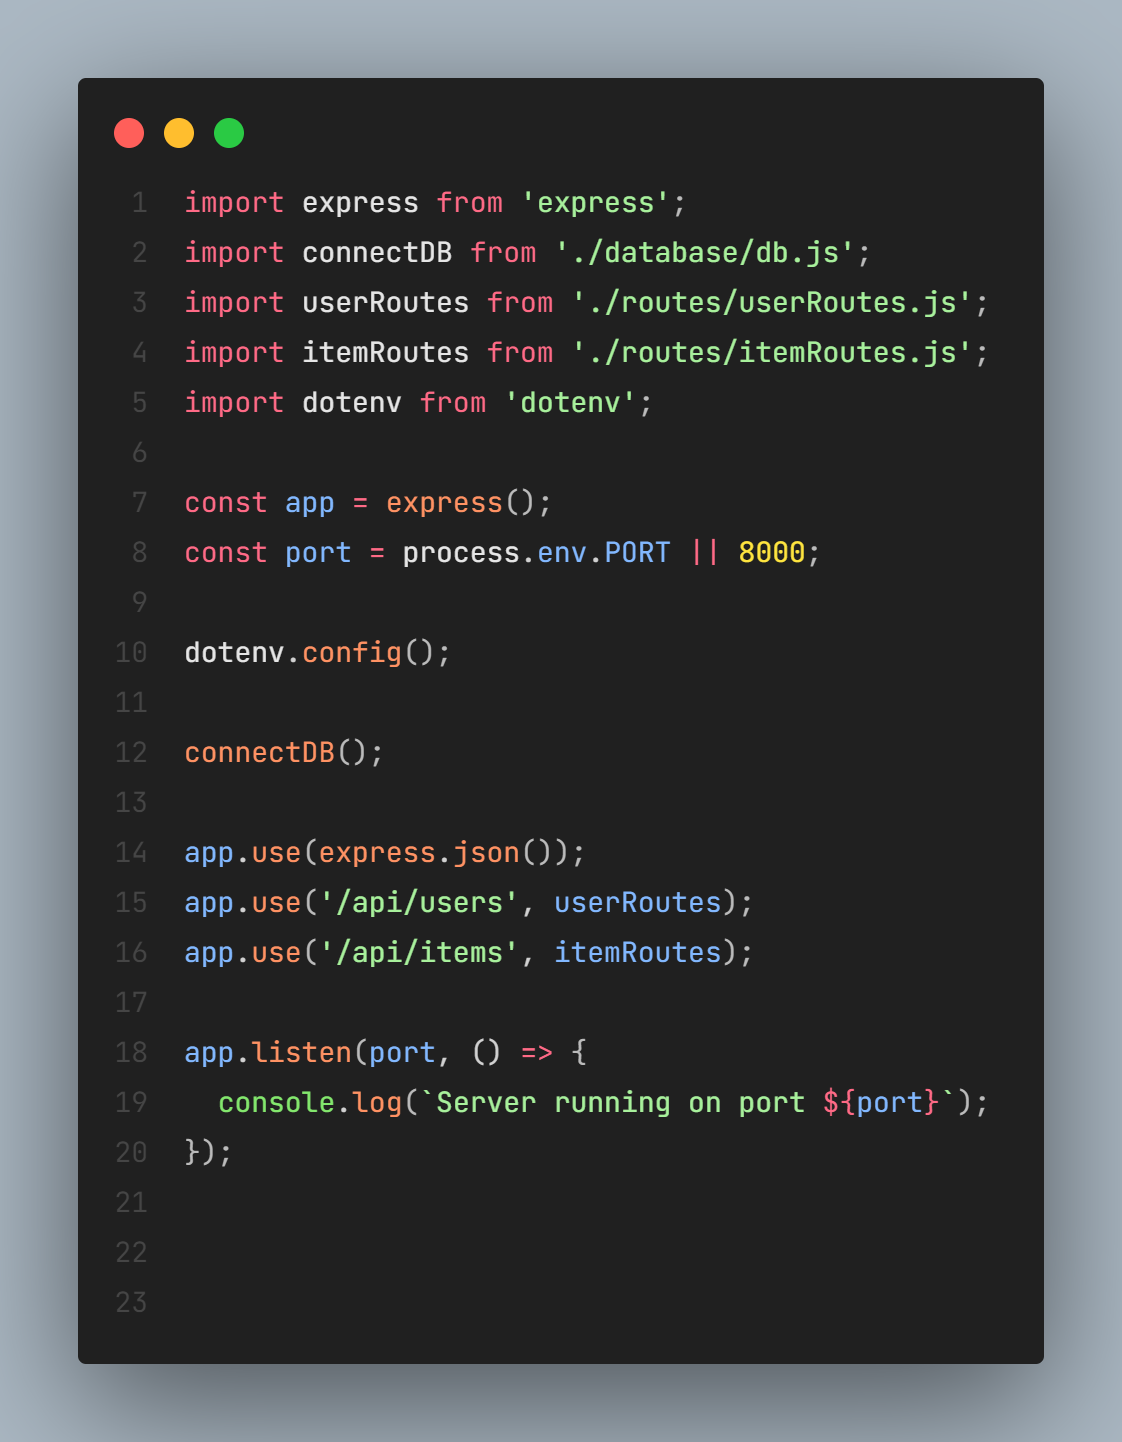 1 import express from 'express';
2 import connectDB from './database/db.js';
3 import userRoutes from './routes/userRoutes.js';
4 import itemRoutes from './routes/itemRoutes.js';
5 import dotenv from 'dotenv';
6
7 const app = express();
8 const port = process.env.PORT || 8000;
9
10 dotenv.config();
11
12 connectDB();
13
14 app.use(express.json());
15 app.use('/api/users', userRoutes);
16 app.use('/api/items', itemRoutes);
17
18 app.listen(port, () => {
19   console.log(`Server running on port ${port}`);
20 });
21
22
23